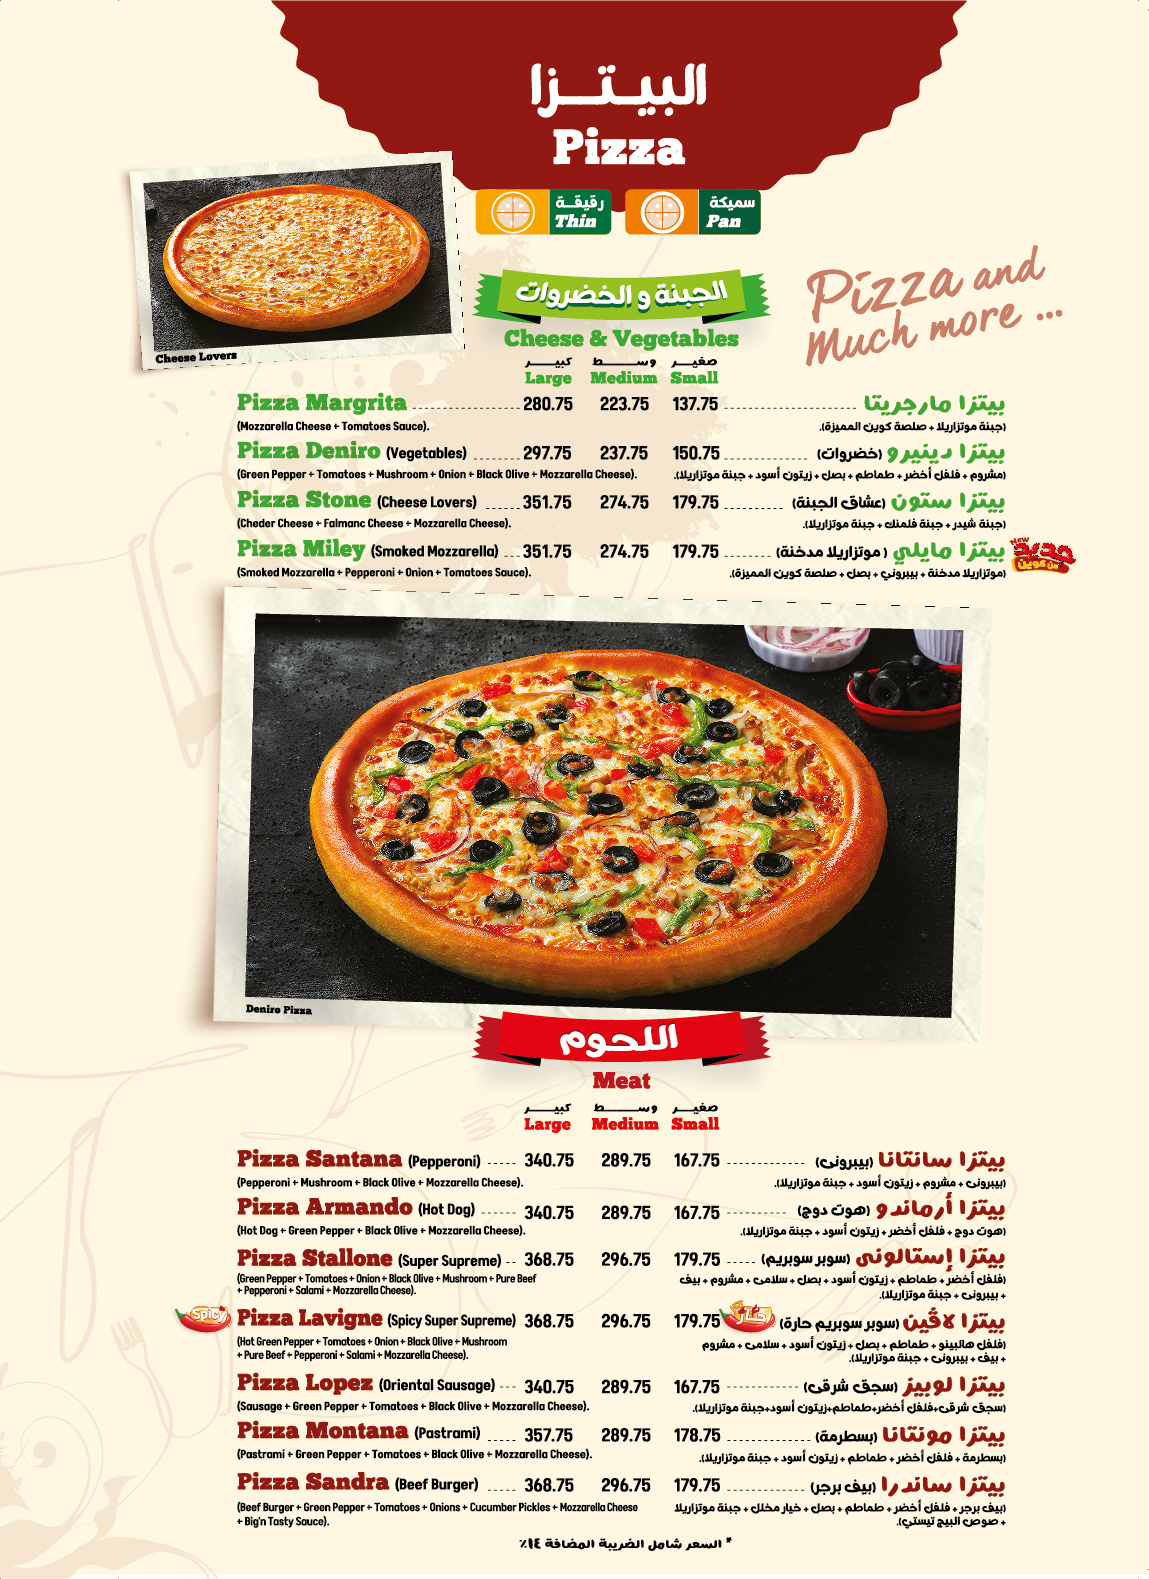 البيتزا
Pizza
رقيقة
Thin
سميكة
Pan
Cheese Lovers
الجبنة و الخضروات
Cheese & Vegetables
Pizza and
Much more ...
كبير وسط صغير
Large Medium Small
Pizza Margrita 280.75 223.75 137.75 بيتزا مارجريتا
(Mozzarella Cheese + Tomatoes Sauce). (جبنة موتزاريلا + صلصة كوين المميزة).
Pizza Deniro (Vegetables) 297.75 237.75 150.75 بيتزا دينيرو (خضروات)
(Green Pepper + Tomatoes + Mushroom + Onion + Black Olive + Mozzarella Cheese). (مشروم + فلفل أخضر + طماطم + بصل + زيتون أسود + جبنة موتزاريلا).
Pizza Stone (Cheese Lovers) 351.75 274.75 179.75 بيتزا ستون (عشاق الجبنة)
(Cheder Cheese + Falmanc Cheese + Mozzarella Cheese). (جبنة شيدر + جبنة فلمنك + جبنة موتزاريلا).
Pizza Miley (Smoked Mozzarella) 351.75 274.75 179.75 بيتزا مايلي ( موتزاريلا مدخنة)
(Smoked Mozzarella + Pepperoni + Onion + Tomatoes Sauce). (موتزاريلا مدخنة + بيبروني + بصل + صلصة كوين المميزة).
New
جديد
من كوين
Deniro Pizza
اللحوم
Meat
كبير وسط صغير
Large Medium Small
Pizza Santana (Pepperoni) 340.75 289.75 167.75 بيتزا سانتانا (بيبرونى)
(Pepperoni + Mushroom + Black Olive + Mozzarella Cheese). (بيبرونى + مشروم + زيتون أسود + جبنة موتزاريلا).
Pizza Armando (Hot Dog) 340.75 289.75 167.75 بيتزا أرماندو (هوت دوج)
(Hot Dog + Green Pepper + Black Olive + Mozzarella Cheese). (هوت دوج + فلفل أخضر + زيتون أسود + جبنة موتزاريلا).
Pizza Stallone (Super Supreme) 368.75 296.75 179.75 بيتزا إستالونى (سوبر سوبريم)
(Green Pepper + Tomatoes + Onion + Black Olive + Mushroom + Pure Beef (فلفل أخضر + طماطم + زيتون أسود + بصل + سلامى + مشروم + بيف
+ Pepperoni + Salami + Mozzarella Cheese). + بيبرونى + جبنة موتزاريلا).
Spicy Pizza Lavigne (Spicy Super Supreme) 368.75 296.75 179.75 حار بيتزا لاڤين (سوبر سوبريم حارة)
(Hot Green Pepper + Tomatoes + Onion + Black Olive + Mushroom (فلفل هالبينو + طماطم + بصل + زيتون أسود + سلامى + مشروم
+ Pure Beef + Pepperoni + Salami + Mozzarella Cheese). + بيف + بيبرونى + جبنة موتزاريلا).
Pizza Lopez (Oriental Sausage) 340.75 289.75 167.75 بيتزا لوبيز (سجق شرقى)
(Sausage + Green Pepper + Tomatoes + Black Olive + Mozzarella Cheese). (سجق شرقى+فلفل أخضر+طماطم+زيتون أسود+جبنة موتزاريلا).
Pizza Montana (Pastrami) 357.75 289.75 178.75 بيتزا مونتانا (بسطرمة)
(Pastrami + Green Pepper + Tomatoes + Black Olive + Mozzarella Cheese). (بسطرمة + فلفل أخضر + طماطم + زيتون أسود + جبنة موتزاريلا).
Pizza Sandra (Beef Burger) 368.75 296.75 179.75 بيتزا ساندرا (بيف برجر)
(Beef Burger + Green Pepper + Tomatoes + Onions + Cucumber Pickles + Mozzarella Cheese (بيف برجر + فلفل أخضر + طماطم + بصل + خيار مخلل + جبنة موتزاريلا
+ Big'n Tasty Sauce). + صوص البيج تيستي).
* السعر شامل الضريبة المضافة ١٤٪